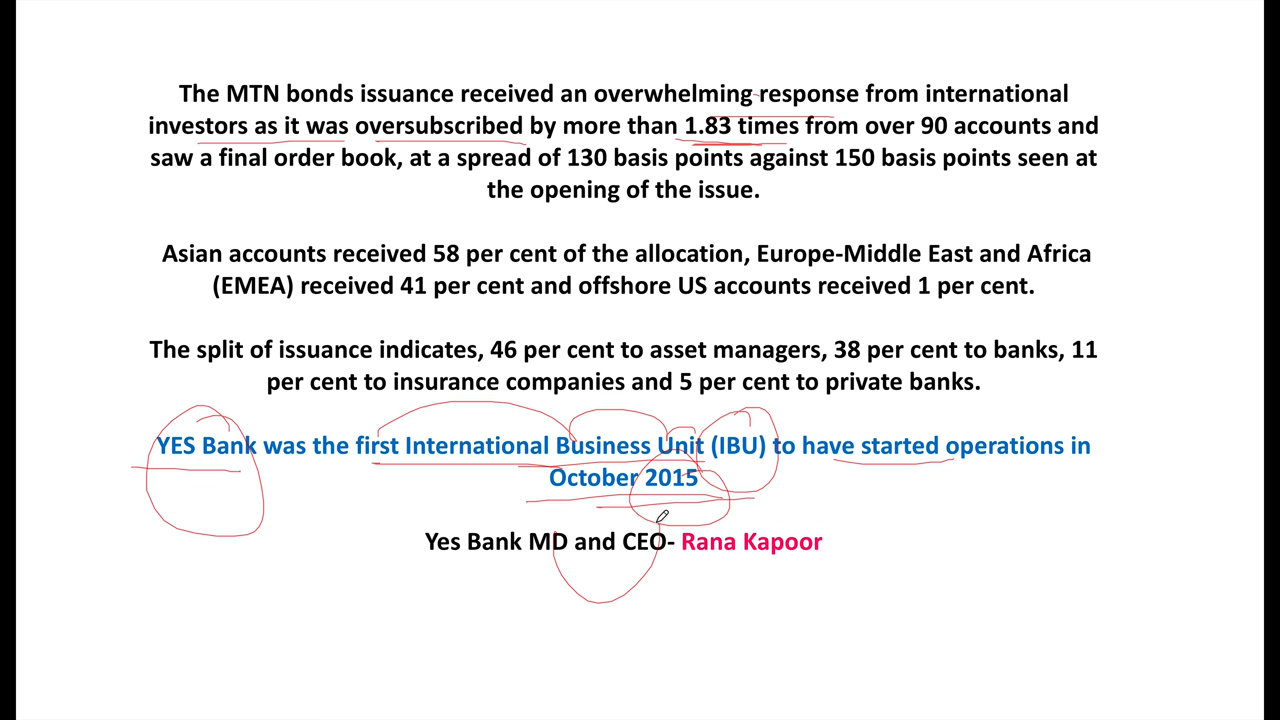 The MTN bonds issuance received an overwhelming response from international
investors as it was oversubscribed by more than 1.83 times from over 90 accounts and
saw a final order book, at a spread of 130 basis points against 150 basis points seen at
the opening of the issue.
Asian accounts received 58 per cent of the allocation, Europe-Middle East and Africa
(EMEA) received 41 per cent and offshore US accounts received 1 per cent.
The split of issuance indicates, 46 per cent to asset managers, 38 per cent to banks, 11
per cent to insurance companies and 5 per cent to private banks.
YES Bank was the first International Business Unit (IBU) to have started operations in
October 2015
Yes Bank MD and CEO- Rana Kapoor